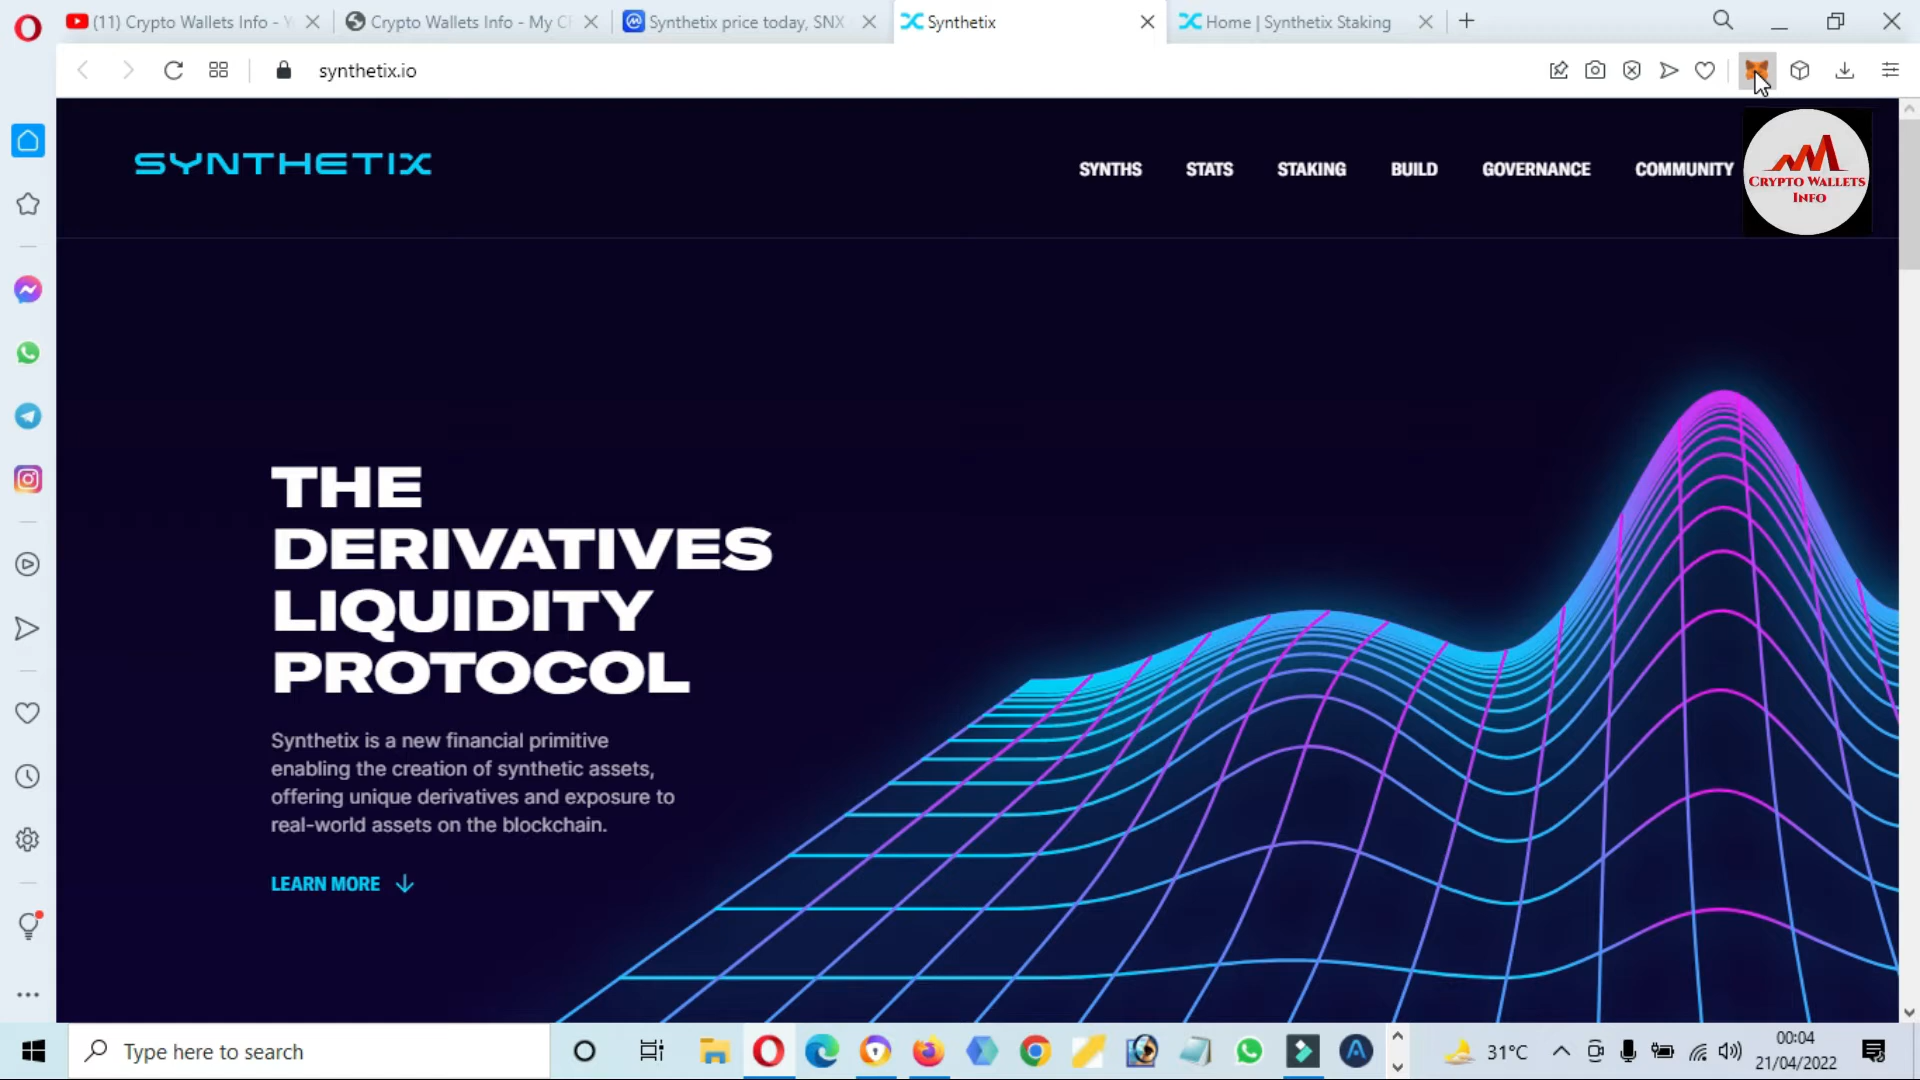 (11) Crypto Wallets Info - Y
Crypto Wallets Info - My C
Synthetix price today, SNX
Synthetix
Home | Synthetix Staking
synthetix.io
SYNTHETIX
SYNTHS
STATS
STAKING
BUILD
GOVERNANCE
COMMUNITY
CRYPTO WALLETS
INFO
THE
DERIVATIVES
LIQUIDITY
PROTOCOL
Synthetix is a new financial primitive
enabling the creation of synthetic assets,
offering unique derivatives and exposure to
real-world assets on the blockchain.
LEARN MORE
Type here to search
31°C
00:04
21/04/2022